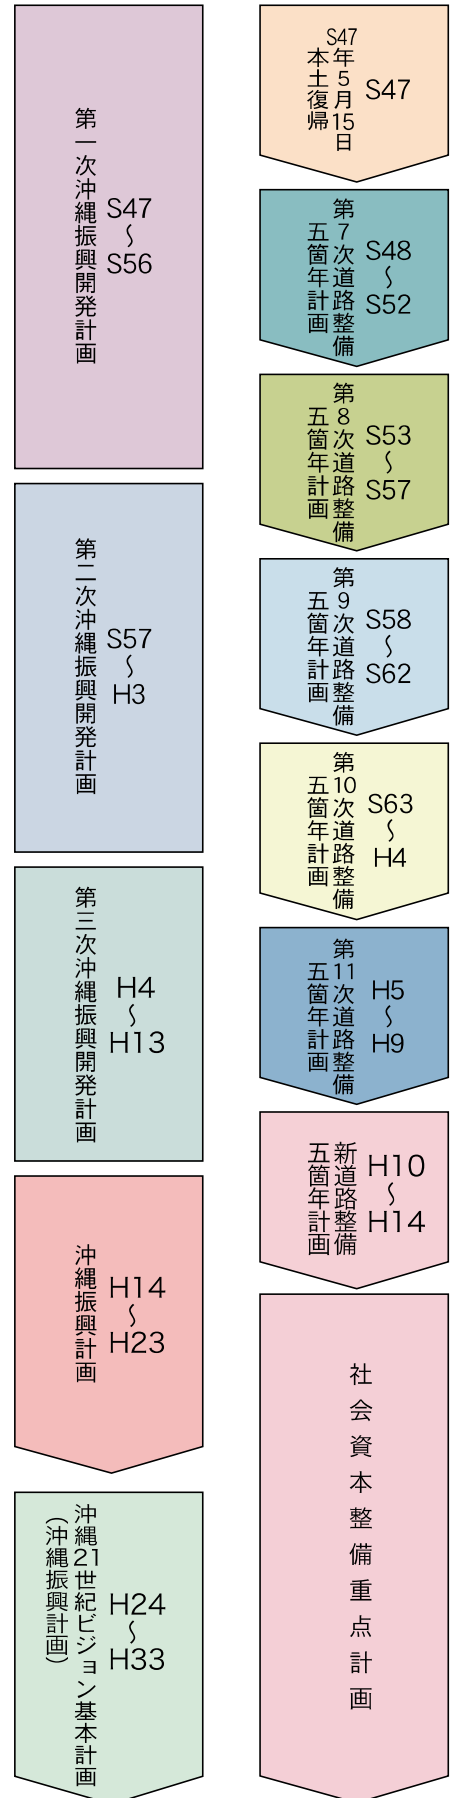 S47
〜
S56
第一次沖縄振興開発計画
S57
〜
H3
第二次沖縄振興開発計画
H4
〜
H13
第三次沖縄振興開発計画
H14
〜
H23
沖縄振興計画
H24
〜
H33
沖縄21世紀ビジョン基本計画
（沖縄振興計画）
S47
S47年5月15日
本土復帰
S48
〜
S52
第7次道路整備
五箇年計画
S53
〜
S57
第8次道路整備
五箇年計画
S58
〜
S62
第9次道路整備
五箇年計画
S63
〜
H4
第10次道路整備
五箇年計画
H5
〜
H9
第11次道路整備
五箇年計画
H10
〜
H14
新道路整備
五箇年計画
社会資本整備重点計画